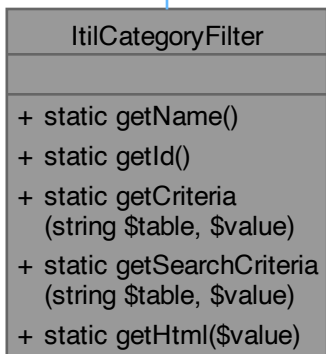 ItilCategoryFilter
+ static getName()
+ static getId()
+ static getCriteria
(string $table, $value)
+ static getSearchCriteria
(string $table, $value)
+ static getHtml($value)